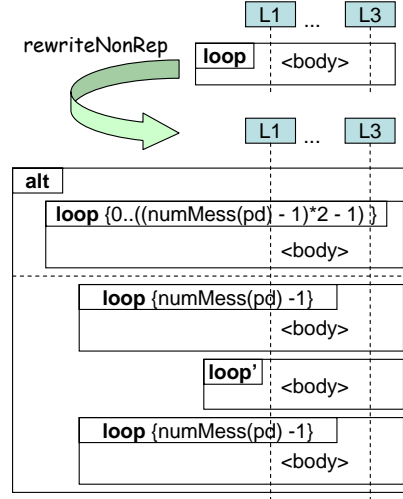 L1 ... L3
rewriteNonRep
loop <body>
L1 ... L3
alt
loop {0..((numMess(pd) - 1)*2 - 1) }
<body>
loop {numMess(pd) -1}
<body>
loop’ <body>
loop {numMess(pd) -1}
<body>